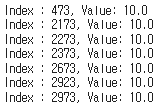 Index : 473, Value: 10.0
Index : 2173, Value: 10.0
Index : 2273, Value: 10.0
Index : 2373, Value: 10.0
Index : 2673, Value: 10.0
Index : 2923, Value: 10.0
Index : 2973, Value: 10.0